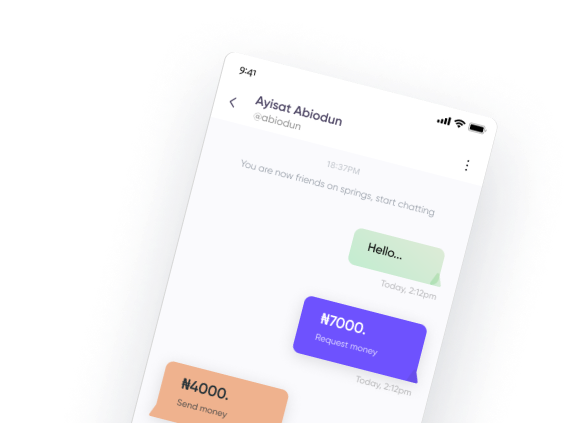 9:41
Ayisat Abiodun
@abiodun
18:37PM
You are now friends on springs, start chatting
Hello...
Today, 2:12pm
₦7000.
Request money
Today, 2:12pm
₦4000.
Send money